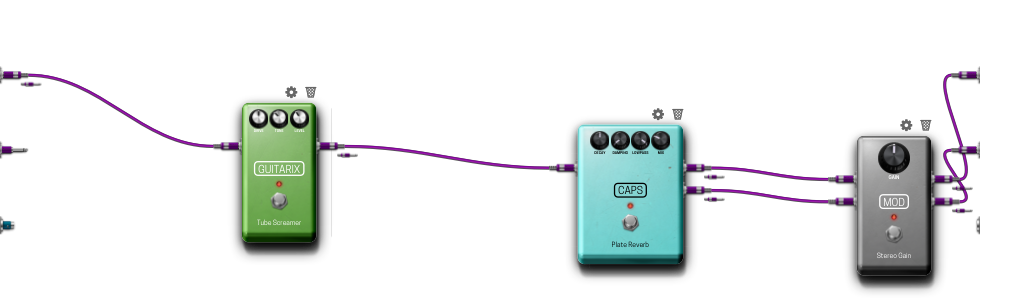 DRIVE TONE LEVEL
GUITARIX
Tube Screamer
DECAY DAMPING LOWPASS MIX
CAPS
Plate Reverb
GAIN
MOD
Stereo Gain